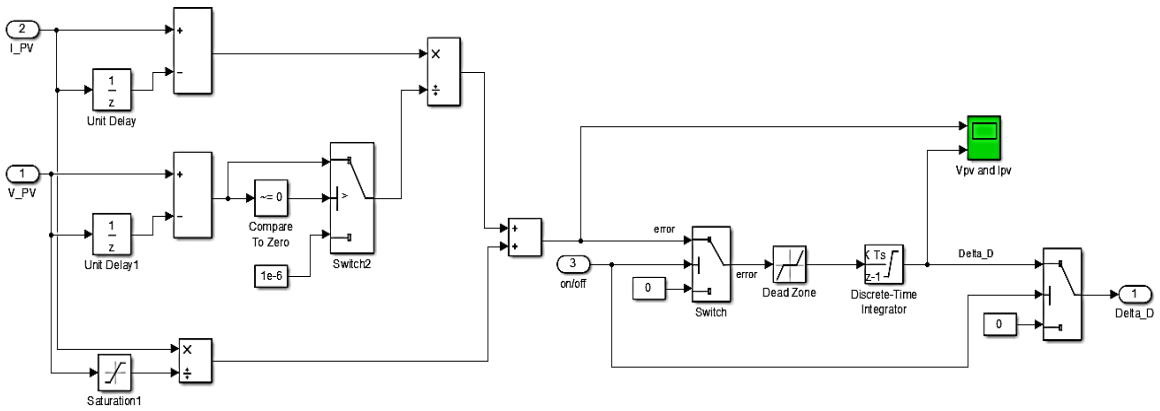 2
I_PV
+
−
1
z
Unit Delay
×
÷
1
V_PV
+
−
1
z
Unit Delay1
~= 0
Compare
To Zero
>
Switch2
1e-6
Saturation1
×
÷
+
+
Vpv and Ipv
3
on/off
error
0
Switch
error
Dead Zone
K Ts
z-1
Discrete-Time
Integrator
Delta_D
0
1
Delta_D